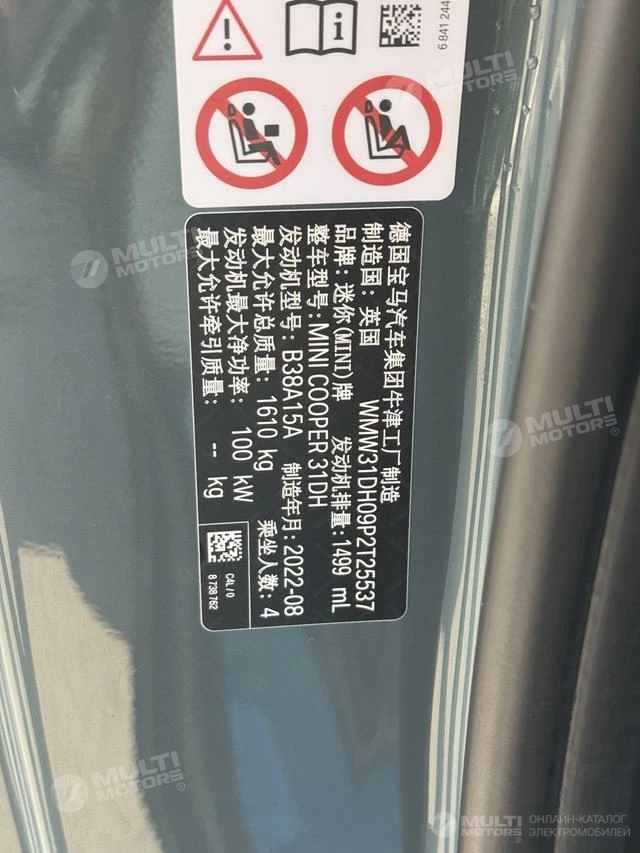 6 841 244
德国宝马汽车集团牛津工厂制造
制造国：英国 WMW31DH09P2T25537
品牌：迷你(MINI)牌 发动机排量：1499 mL
整车型号：MINI COOPER 31DH
发动机型号：B38A15A 制造年月：2022-08
最大允许总质量：1610 kg 乘坐人数：4
发动机最大净功率：100 kW
最大允许牵引质量：-- kg
C4L / 0
8 738 762
MULTI
MOTORS®
MULTI
MOTORS®
MULTI
MOTORS®
MULTI
MOTORS®
MULTI
MOTORS®
ОНЛАЙН-КАТАЛОГ
ЭЛЕКТРОМОБИЛЕЙ